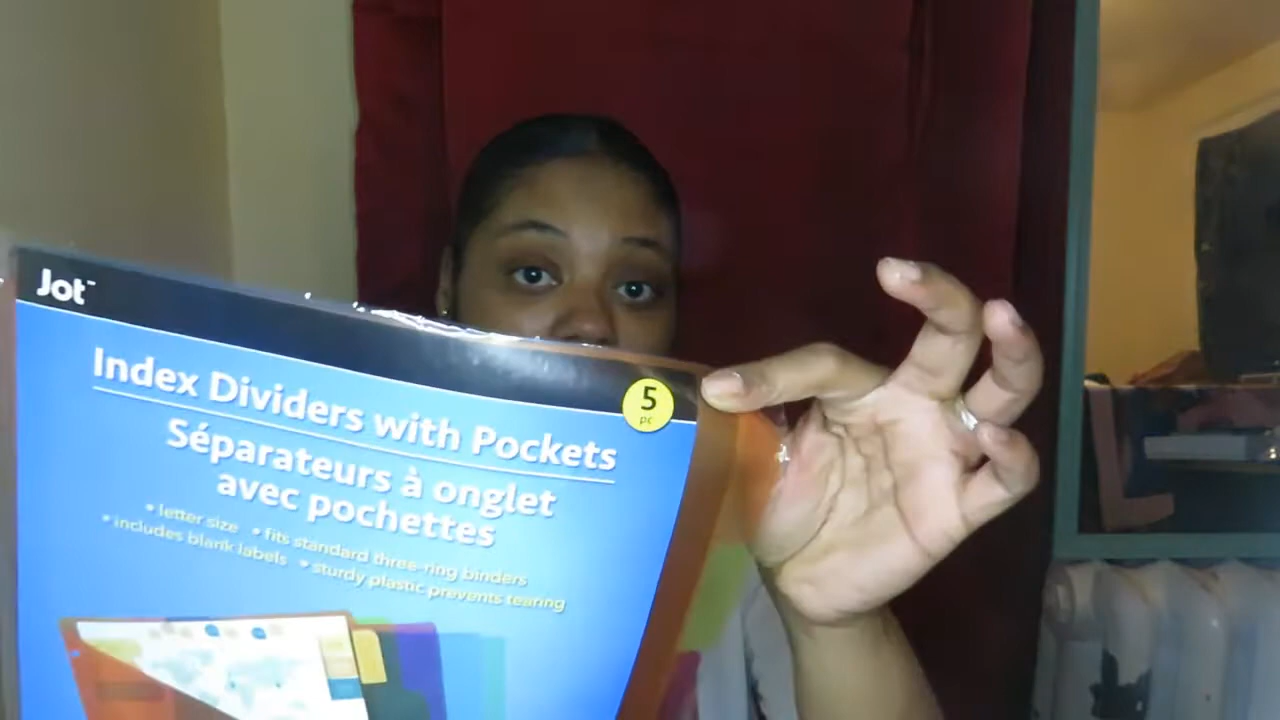 Jot™
5
pc
Index Dividers with Pockets
Séparateurs à onglet
avec pochettes
• letter size • fits standard three-ring binders
• includes blank labels • sturdy plastic prevents tearing